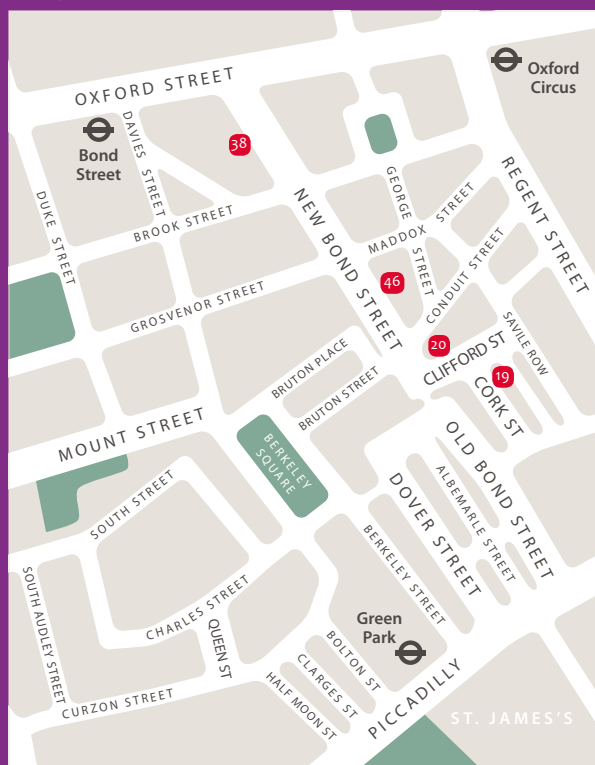 OXFORD STREET
Oxford
Circus
Bond
Street
DAVIES STREET
38
DUKE STREET
BROOK STREET
NEW BOND STREET
GEORGE STREET
MADDOX STREET
REGENT STREET
46
CONDUIT STREET
GROSVENOR STREET
20
CLIFFORD ST
SAVILE ROW
19
CORK ST
BRUTON PLACE
BRUTON STREET
MOUNT STREET
BERKELEY
SQUARE
OLD BOND STREET
ALBEMARLE STREET
DOVER STREET
SOUTH STREET
BERKELEY STREET
SOUTH AUDLEY STREET
CHARLES STREET
QUEEN ST
Green
Park
BOLTON ST
CLARGES ST
HALF MOON ST
CURZON STREET
PICCADILLY
ST. JAMES'S